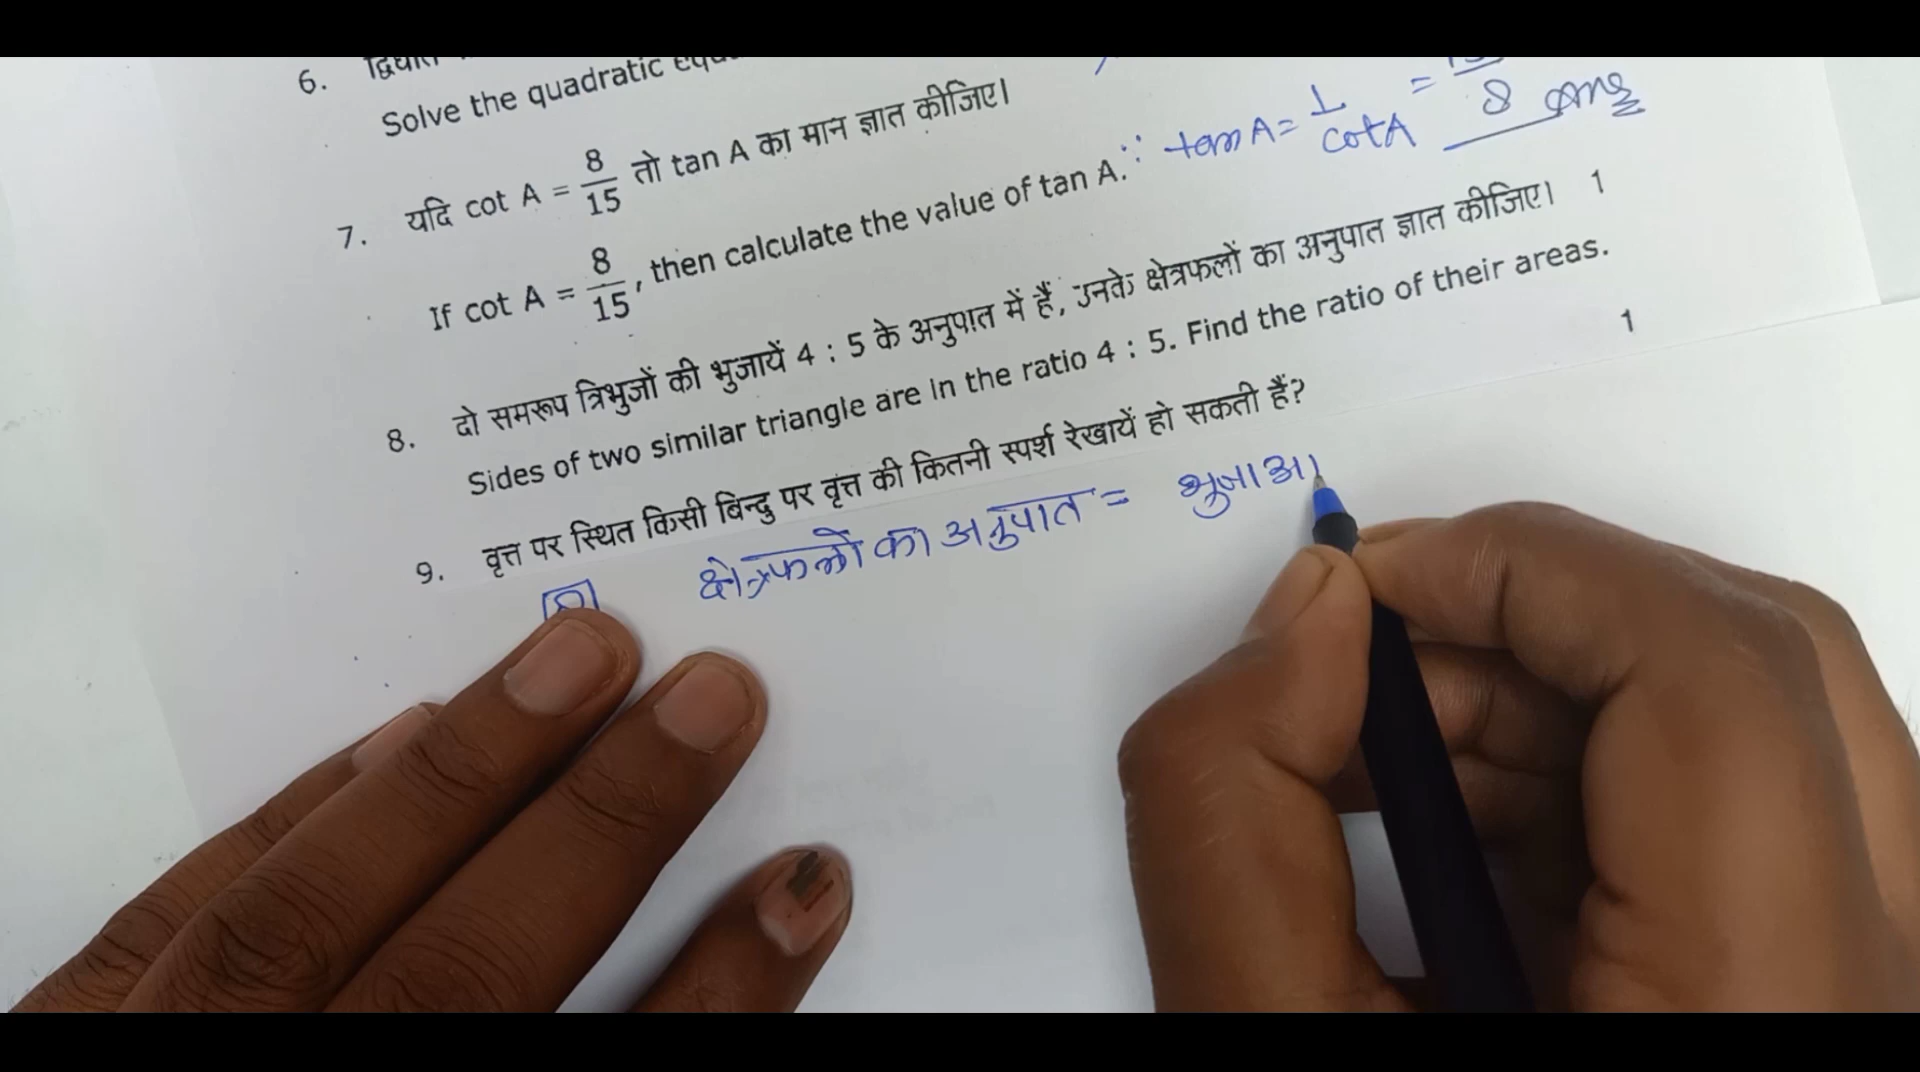 6.
Solve the quadratic
7. यदि cot A = 8/15 तो tan A का मान ज्ञात कीजिए।
If cot A = 8/15, then calculate the value of tan A. ∵ tan A = 1/cot A = /8 Ans
8. दो समरूप त्रिभुजों की भुजायें 4 : 5 के अनुपात में हैं, उनके क्षेत्रफलों का अनुपात ज्ञात कीजिए। 1
Sides of two similar triangle are in the ratio 4 : 5. Find the ratio of their areas.
9. वृत्त पर स्थित किसी बिन्दु पर वृत्त की कितनी स्पर्श रेखायें हो सकती हैं? 1
क्षेत्रफलों का अनुपात = भुजाओ